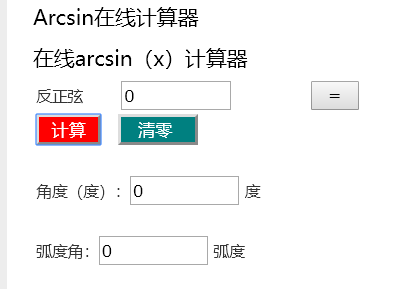 Arcsin在线计算器
在线arcsin（x）计算器
反正弦 0 =
计算 清零
角度（度）：0 度
弧度角：0 弧度